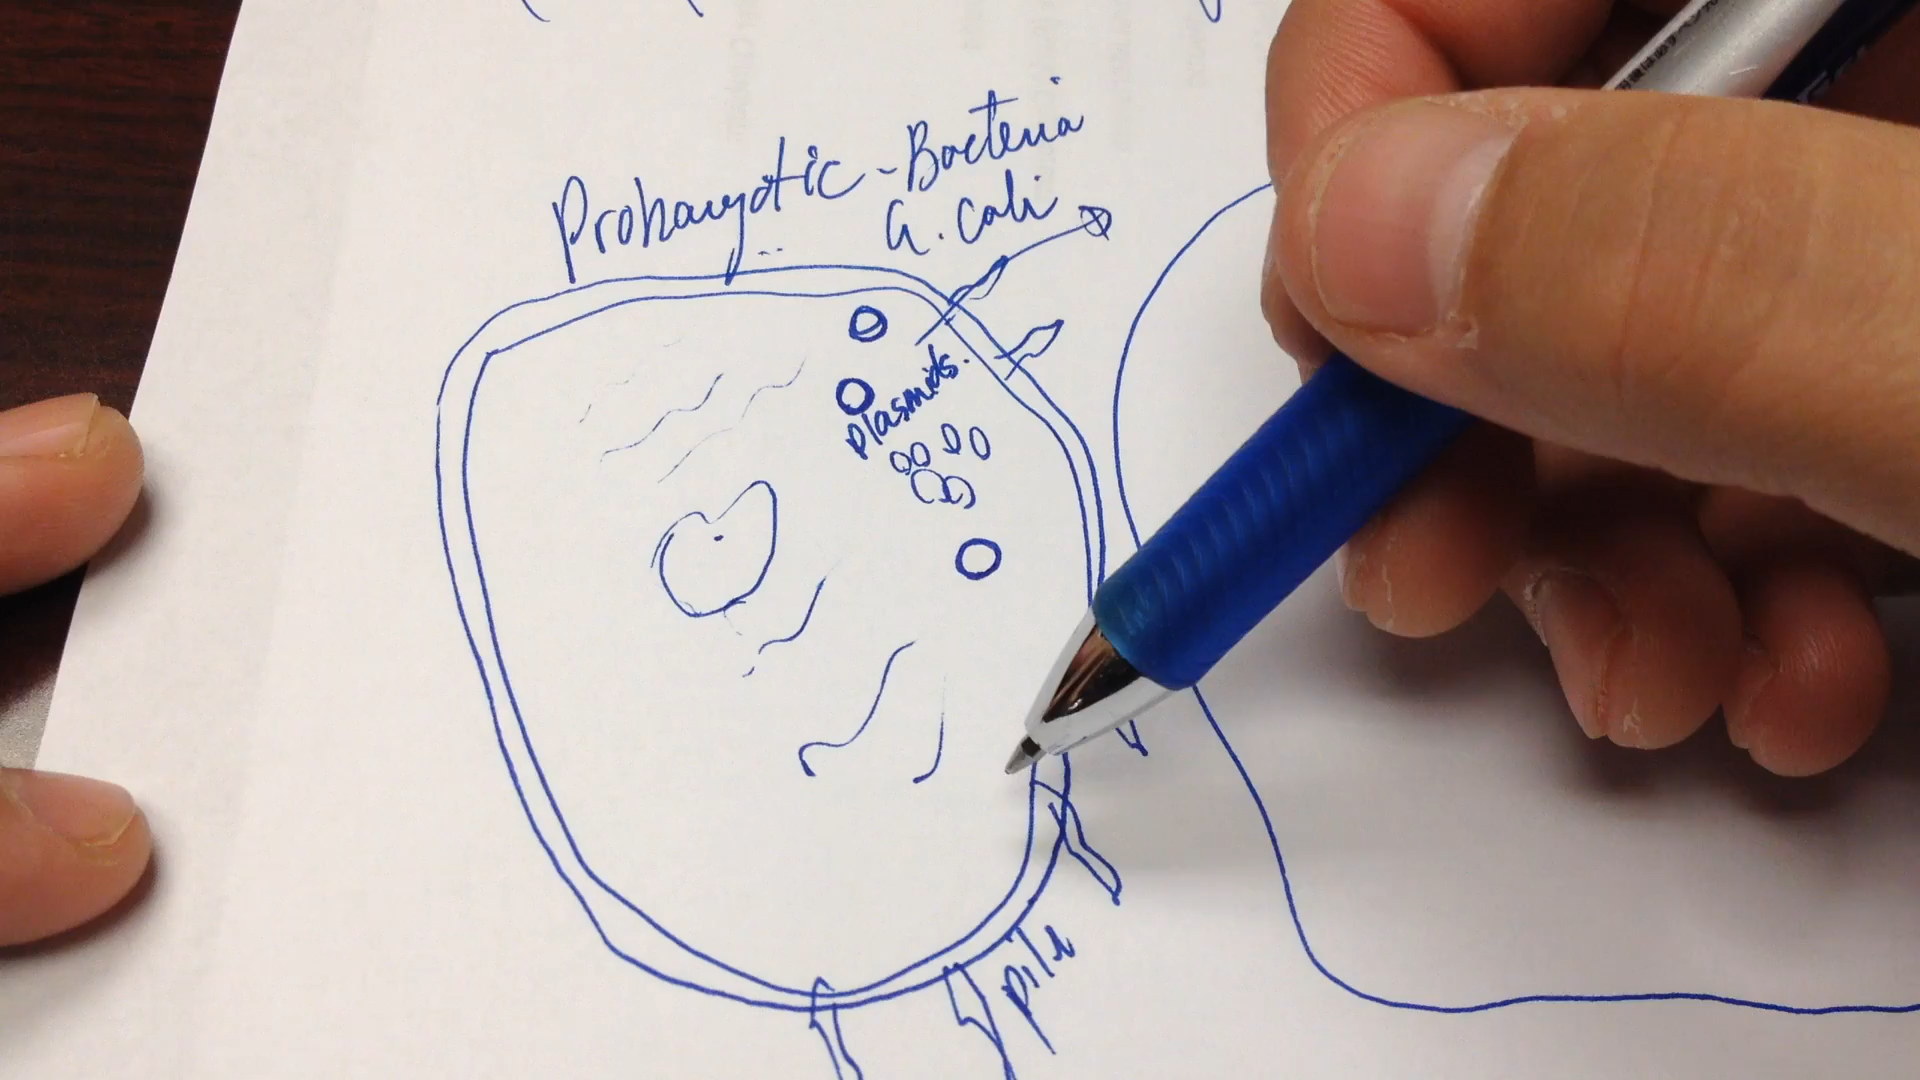 Prokaryotic - Bacteria
G. Coli
plasmids.
pili